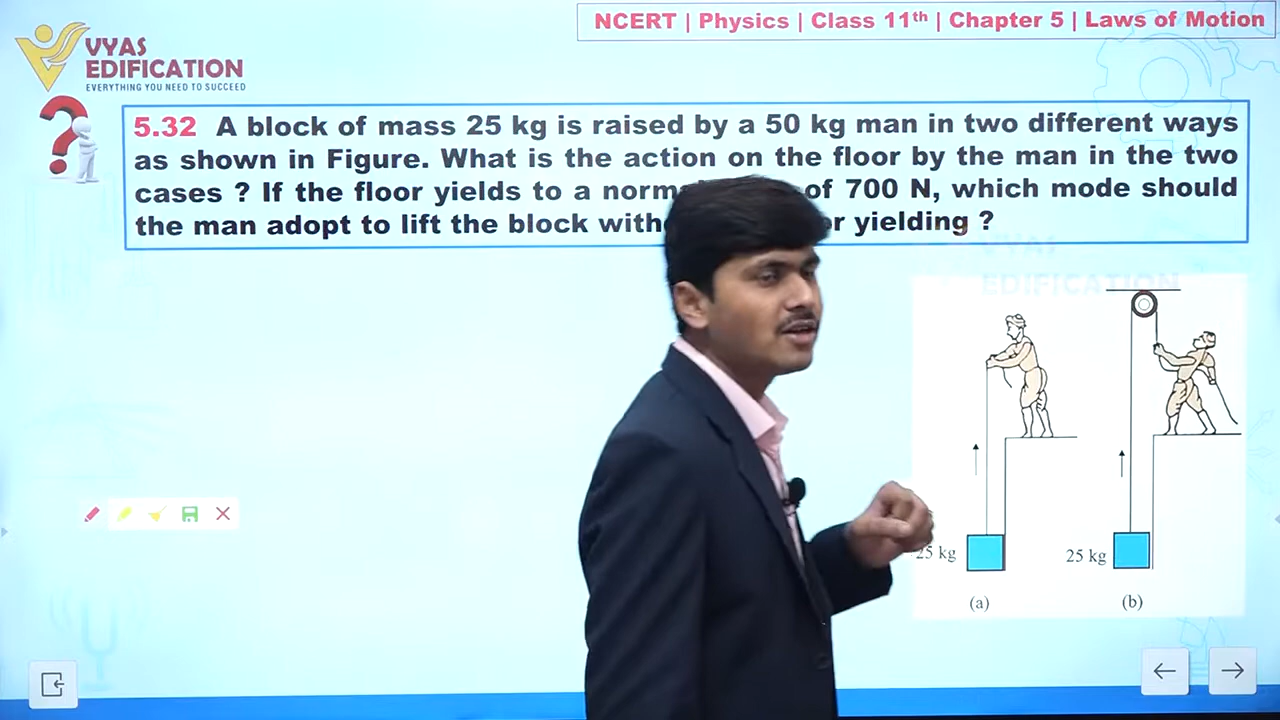 NCERT | Physics | Class 11th | Chapter 5 | Laws of Motion
VYAS
EDIFICATION
EVERYTHING YOU NEED TO SUCCEED
5.32 A block of mass 25 kg is raised by a 50 kg man in two different ways
as shown in Figure. What is the action on the floor by the man in the two
cases ? If the floor yields to a of 700 N, which mode should
the man adopt to lift the block yielding ?
VYAS
EDIFICATION
25 kg
25 kg
(a)
(b)